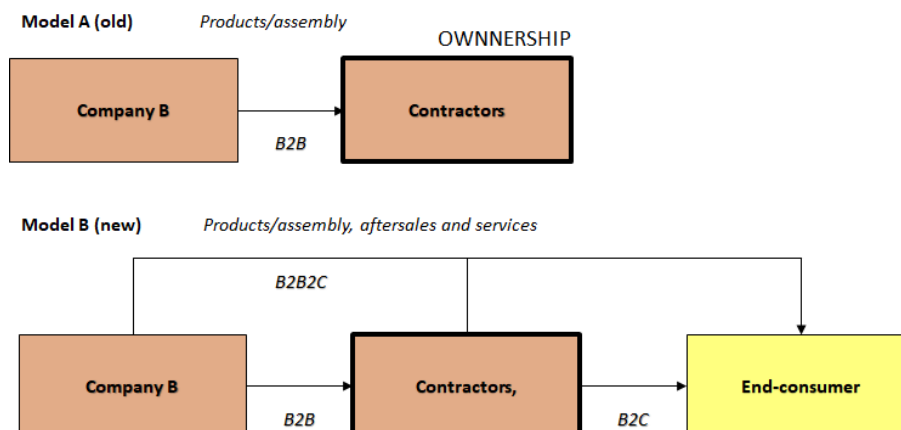 Model A (old) Products/assembly
OWNNERSHIP
Company B
Contractors
B2B
Model B (new) Products/assembly, aftersales and services
B2B2C
Company B
Contractors,
End-consumer
B2B
B2C